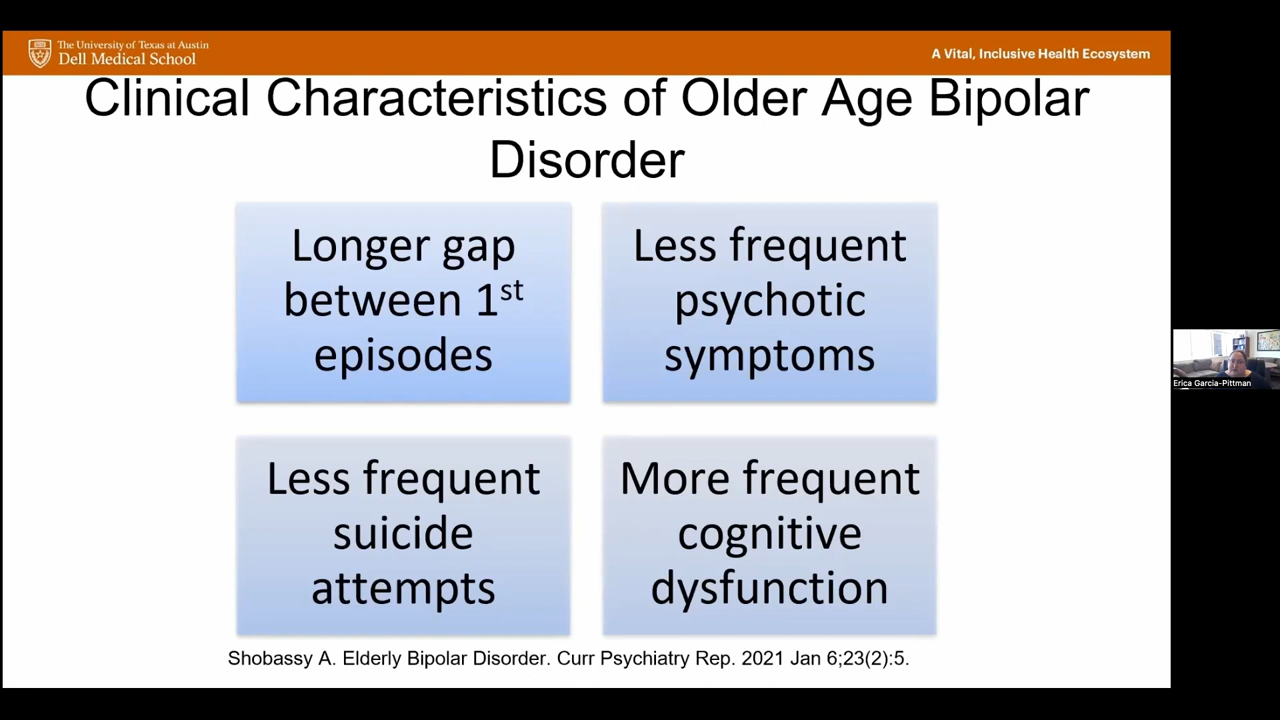 The University of Texas at Austin
Dell Medical School
A Vital, Inclusive Health Ecosystem
Clinical Characteristics of Older Age Bipolar
Disorder
Longer gap
between 1st
episodes
Less frequent
psychotic
symptoms
Less frequent
suicide
attempts
More frequent
cognitive
dysfunction
Shobassy A. Elderly Bipolar Disorder. Curr Psychiatry Rep. 2021 Jan 6;23(2):5.
Erica Garcia-Pittman